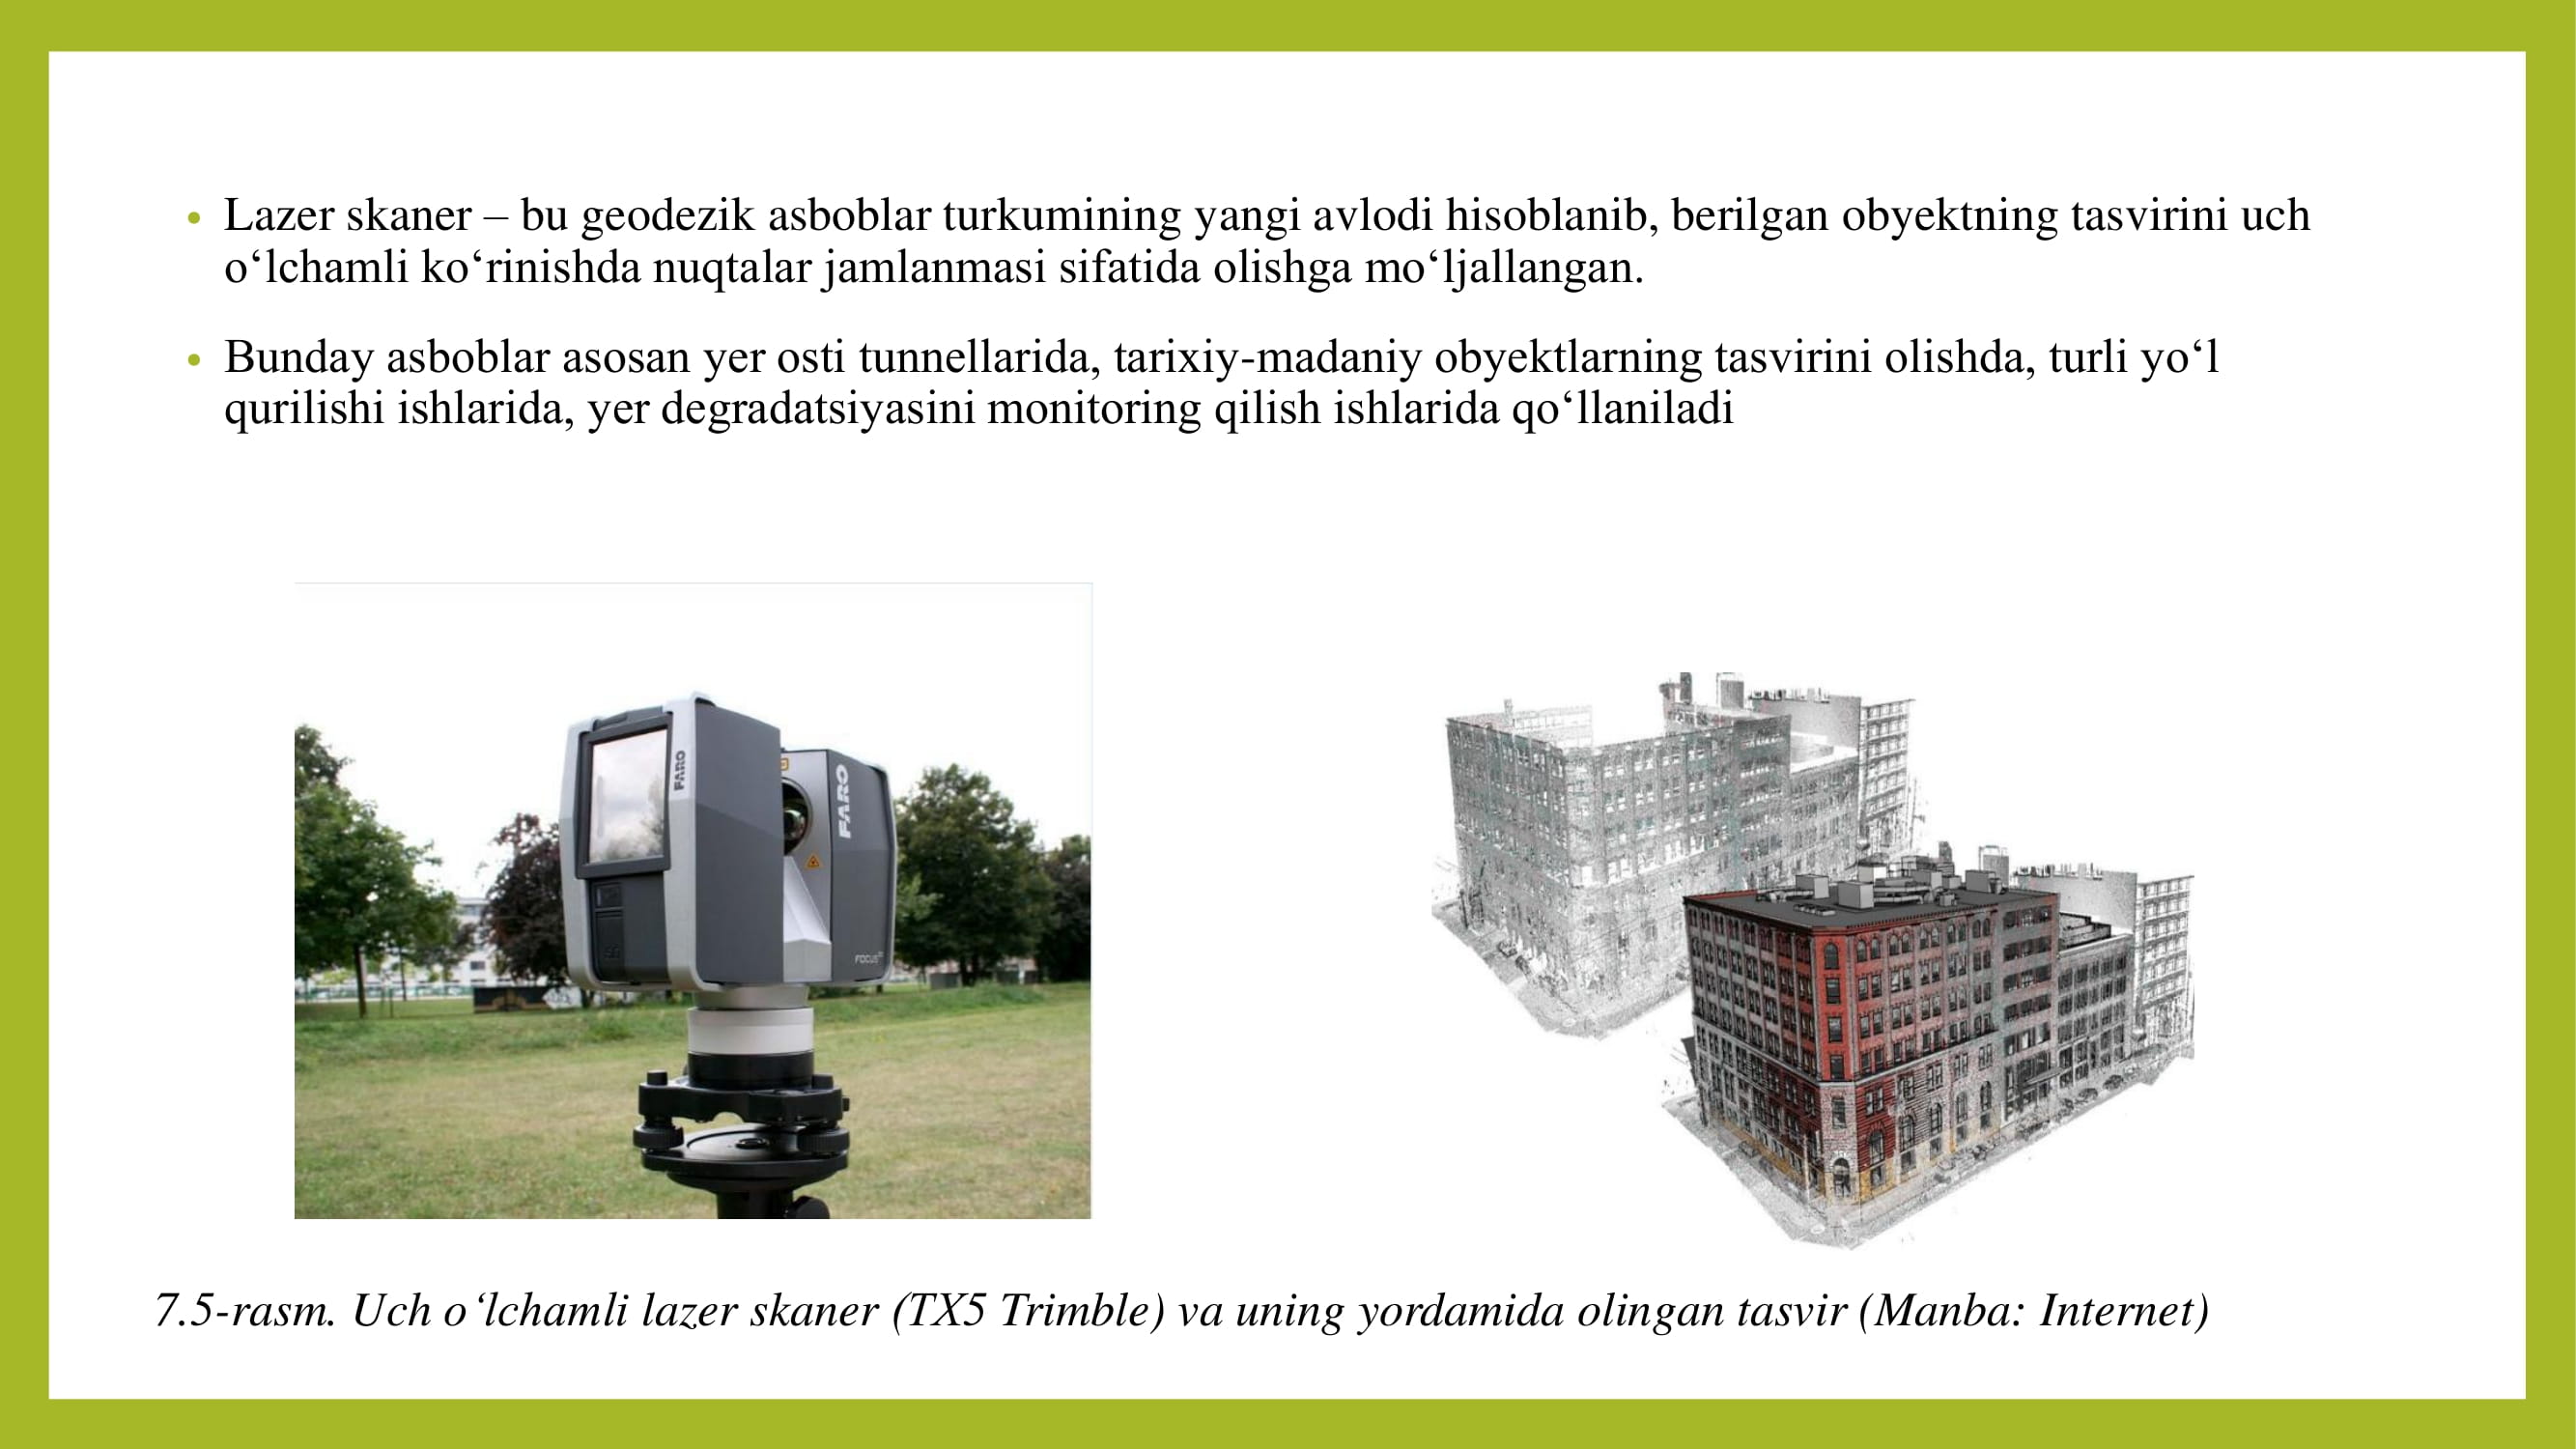 • Lazer skaner – bu geodezik asboblar turkumining yangi avlodi hisoblanib, berilgan obyektning tasvirini uch
o‘lchamli ko‘rinishda nuqtalar jamlanmasi sifatida olishga mo‘ljallangan.
• Bunday asboblar asosan yer osti tunnellarida, tarixiy-madaniy obyektlarning tasvirini olishda, turli yo‘l
qurilishi ishlarida, yer degradatsiyasini monitoring qilish ishlarida qo‘llaniladi
FARO
FARO
FOCUS
7.5-rasm. Uch o‘lchamli lazer skaner (TX5 Trimble) va uning yordamida olingan tasvir (Manba: Internet)